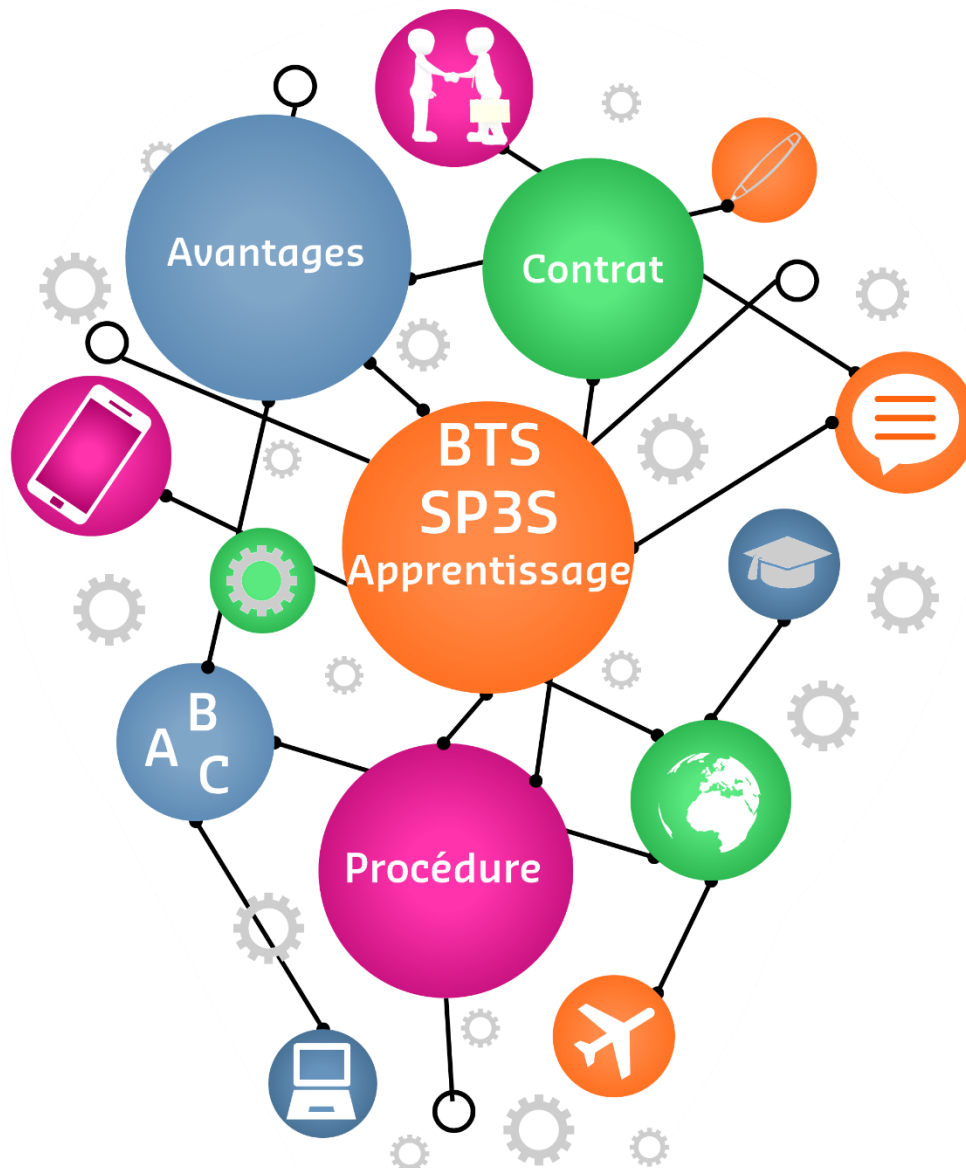 Avantages
Contrat
BTS
SP3S
Apprentissage
B
A
C
Procédure